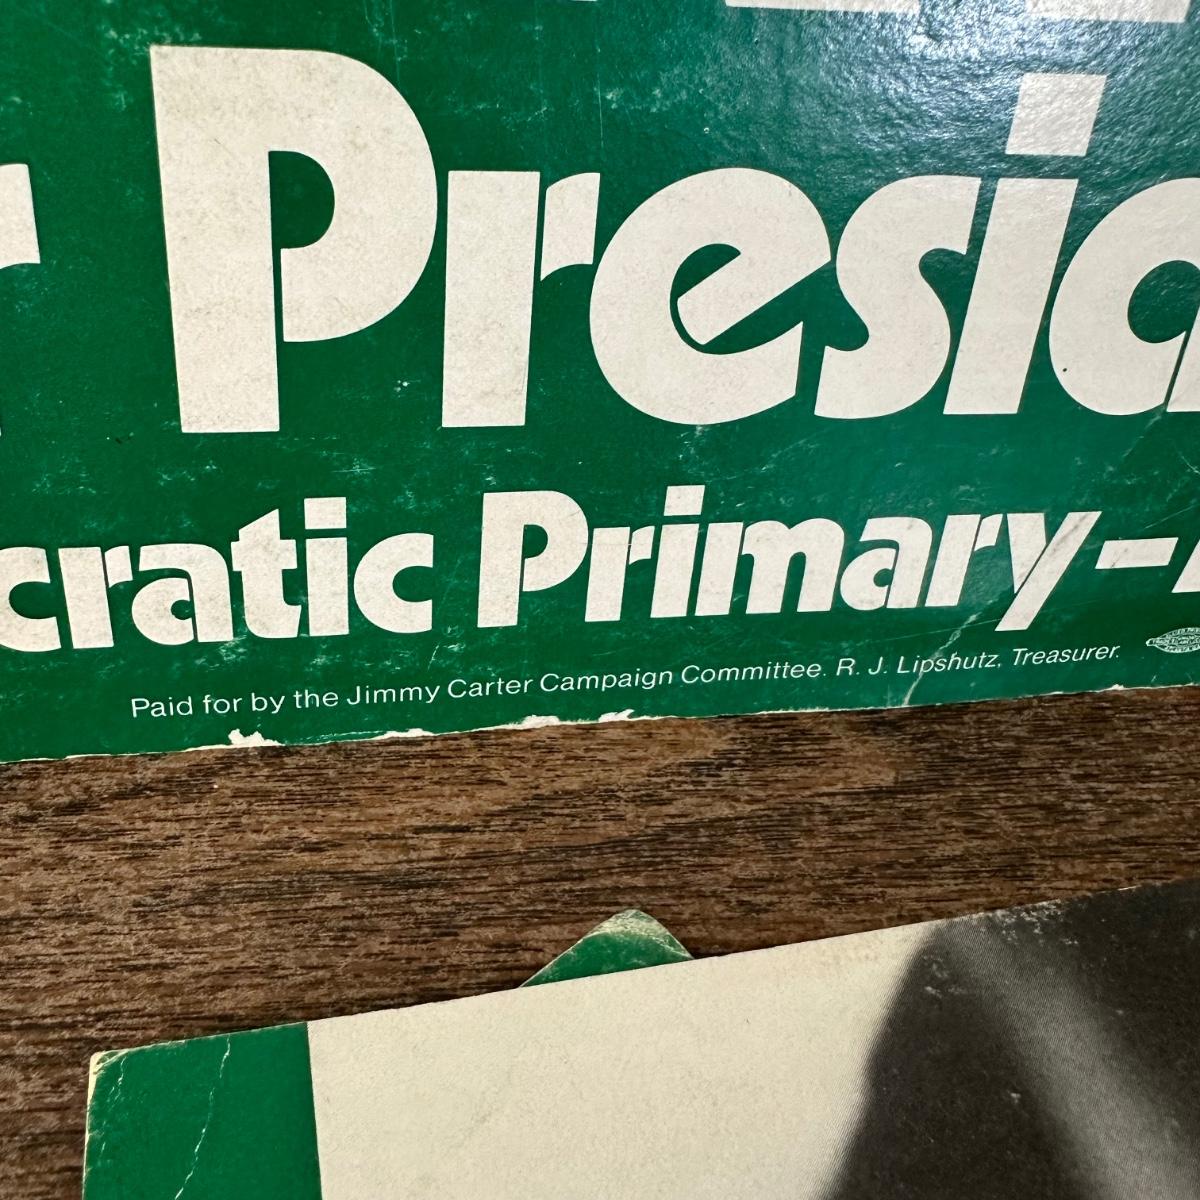 r Presid
cratic Primary–A
Paid for by the Jimmy Carter Campaign Committee. R. J. Lipshutz, Treasurer.